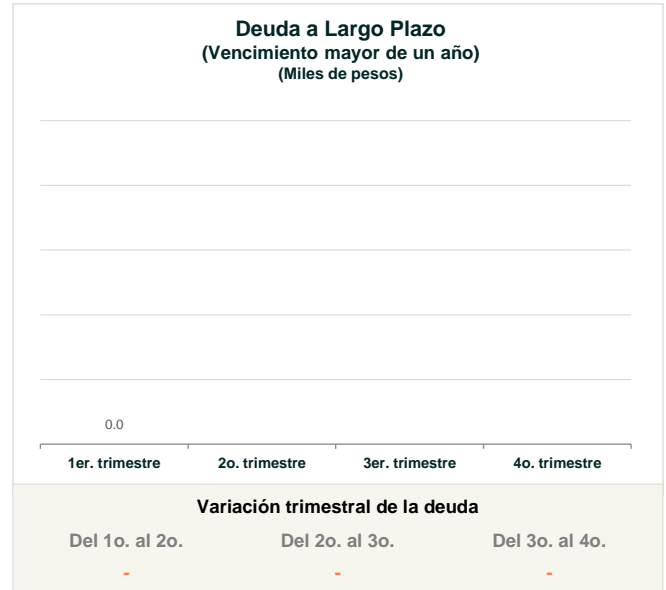 Deuda a Largo Plazo
(Vencimiento mayor de un año)
(Miles de pesos)
0.0
1er. trimestre 2o. trimestre 3er. trimestre 4o. trimestre
Variación trimestral de la deuda
Del 1o. al 2o. Del 2o. al 3o. Del 3o. al 4o.
- - -